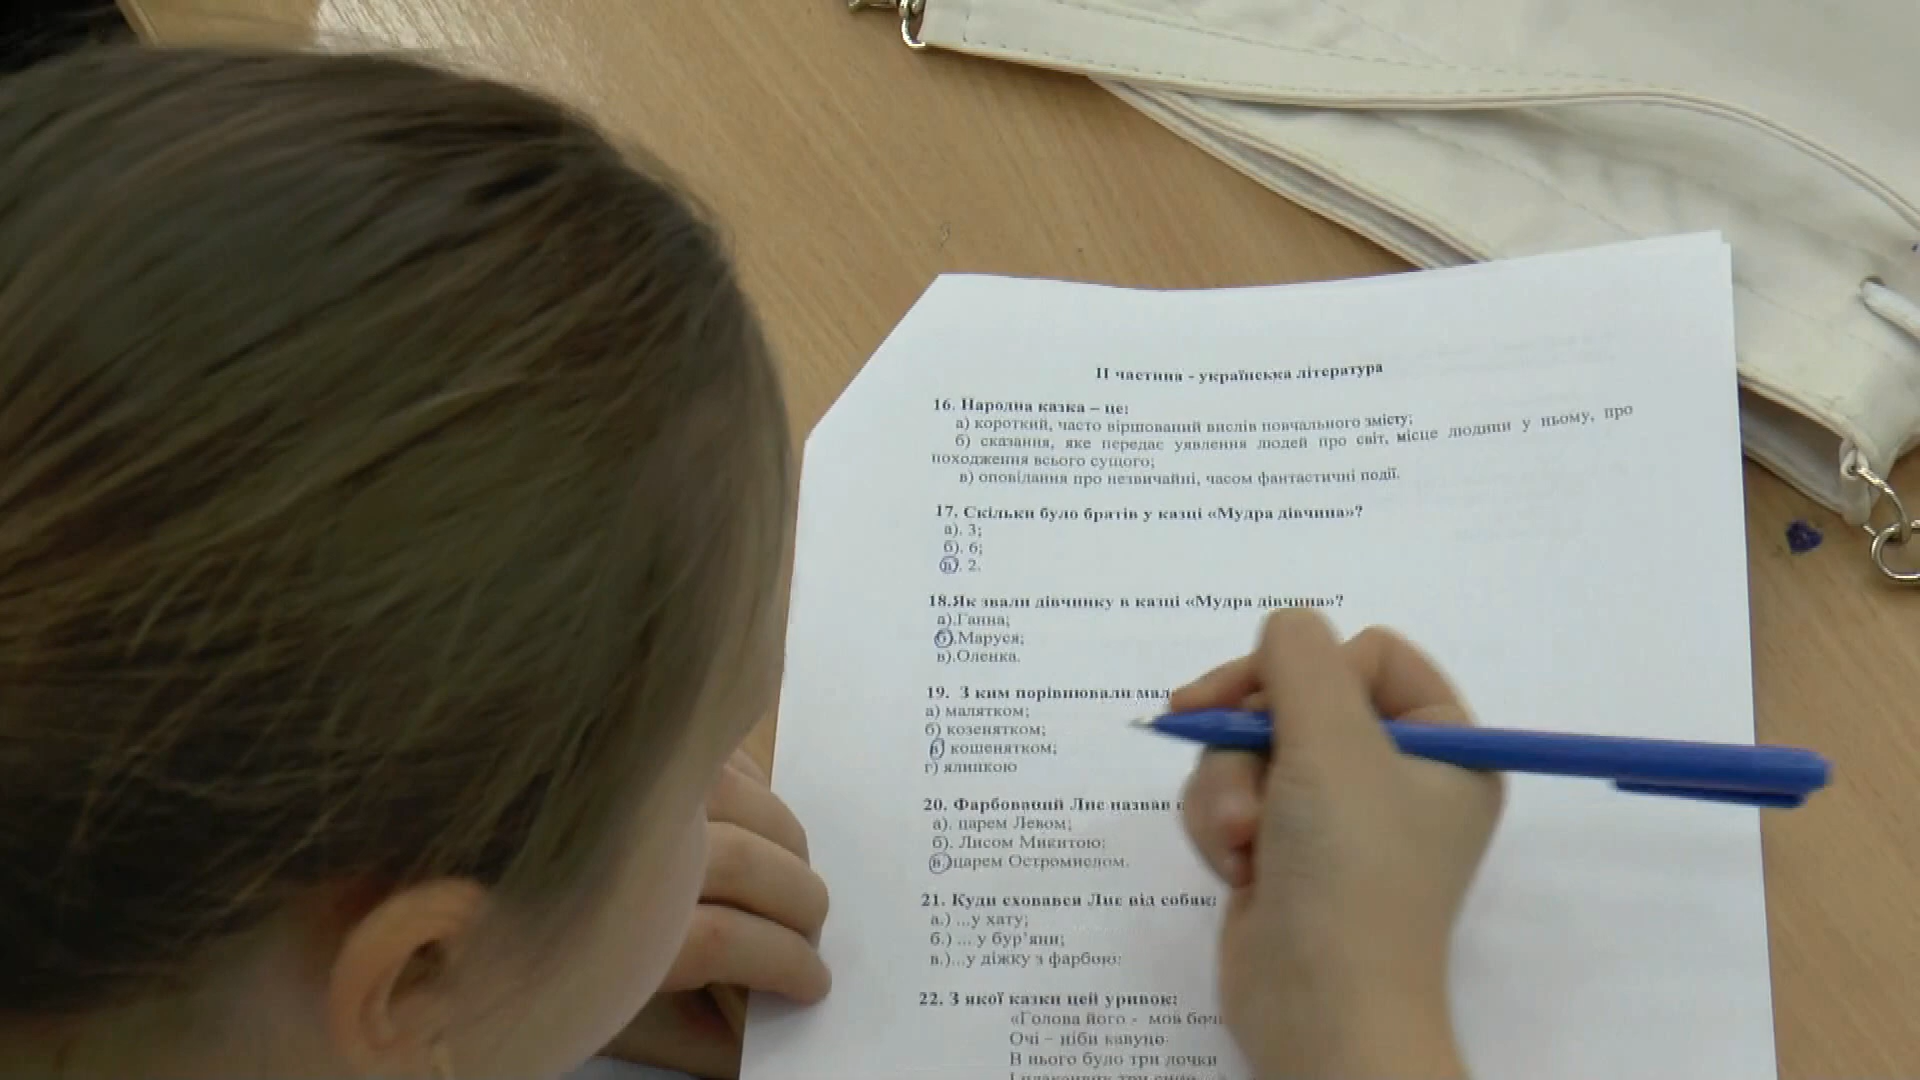 ІІ частина - українськка література
16. Народна казка – це:
а) короткий, часто віршований вислів повчального змісту;
б) сказання, яке передає уявлення людей про світ, місце людини у ньому, про
походження всього сущого;
в) оповідання про незвичайні, часом фантастичні події.
17. Скільки було братів у казці «Мудра дівчина»?
а). 3;
б). 6;
в). 2.
18.Як звали дівчинку в казці «Мудра дівчина»?
а).Ганна;
б).Маруся;
в).Оленка.
19. З ким порівнювали
а) малятком;
б) козенятком;
в) кошенятком;
г) ялинкою
20. Фарбований Лис назвав
а). царем Левом;
б). Лисом Микитою;
в.)царем Остромислом.
21. Куди сховався Лис від собак:
а.) ...у хату;
б.) ... у бур'яни;
в.)...у діжку з фарбою:
22. З якої казки цей уривок:
«Голова його - мов
Очі – ніби
В нього було три дочки